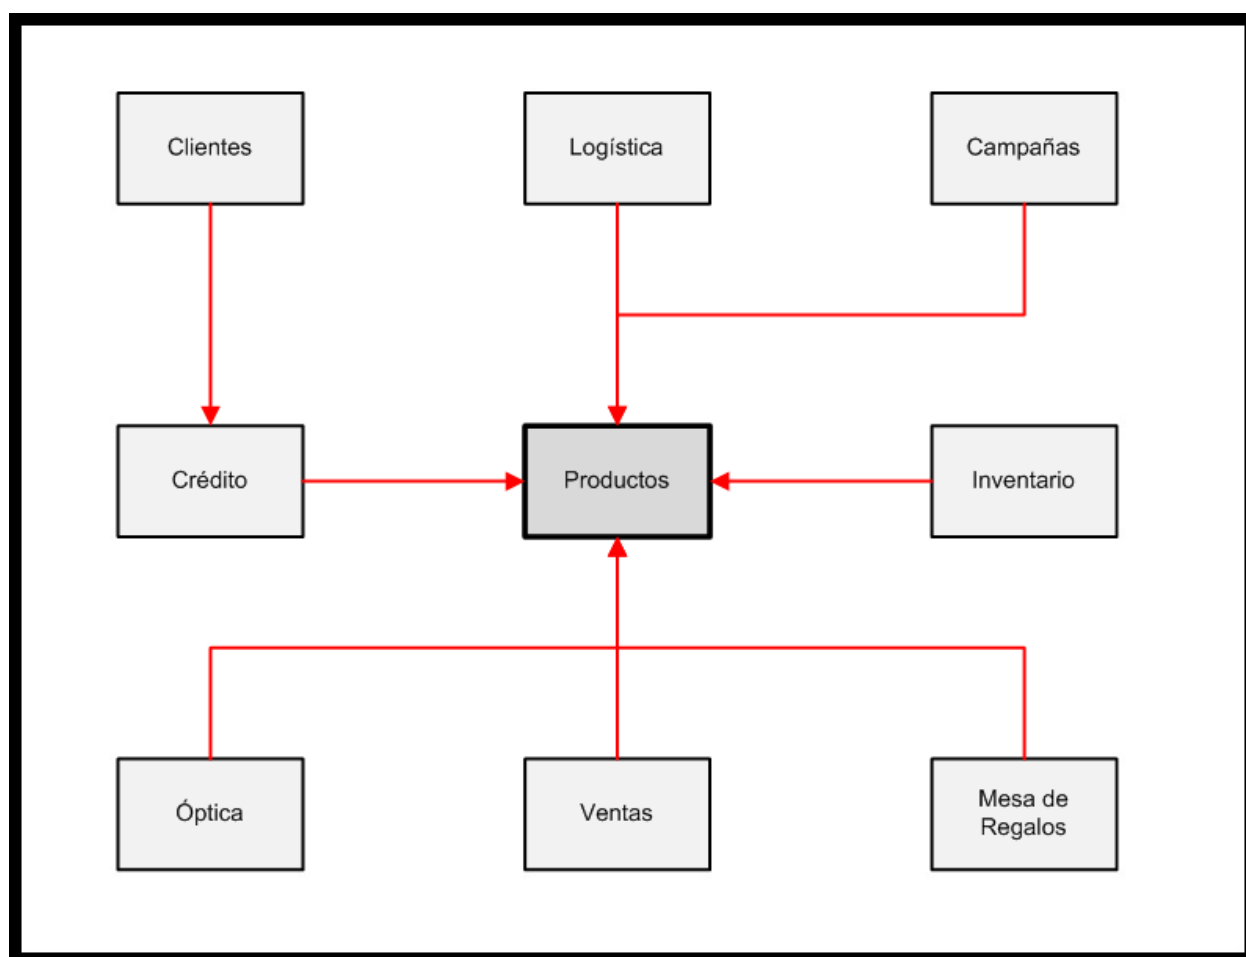 Clientes
Logística
Campañas
Crédito
Productos
Inventario
Óptica
Ventas
Mesa de
Regalos